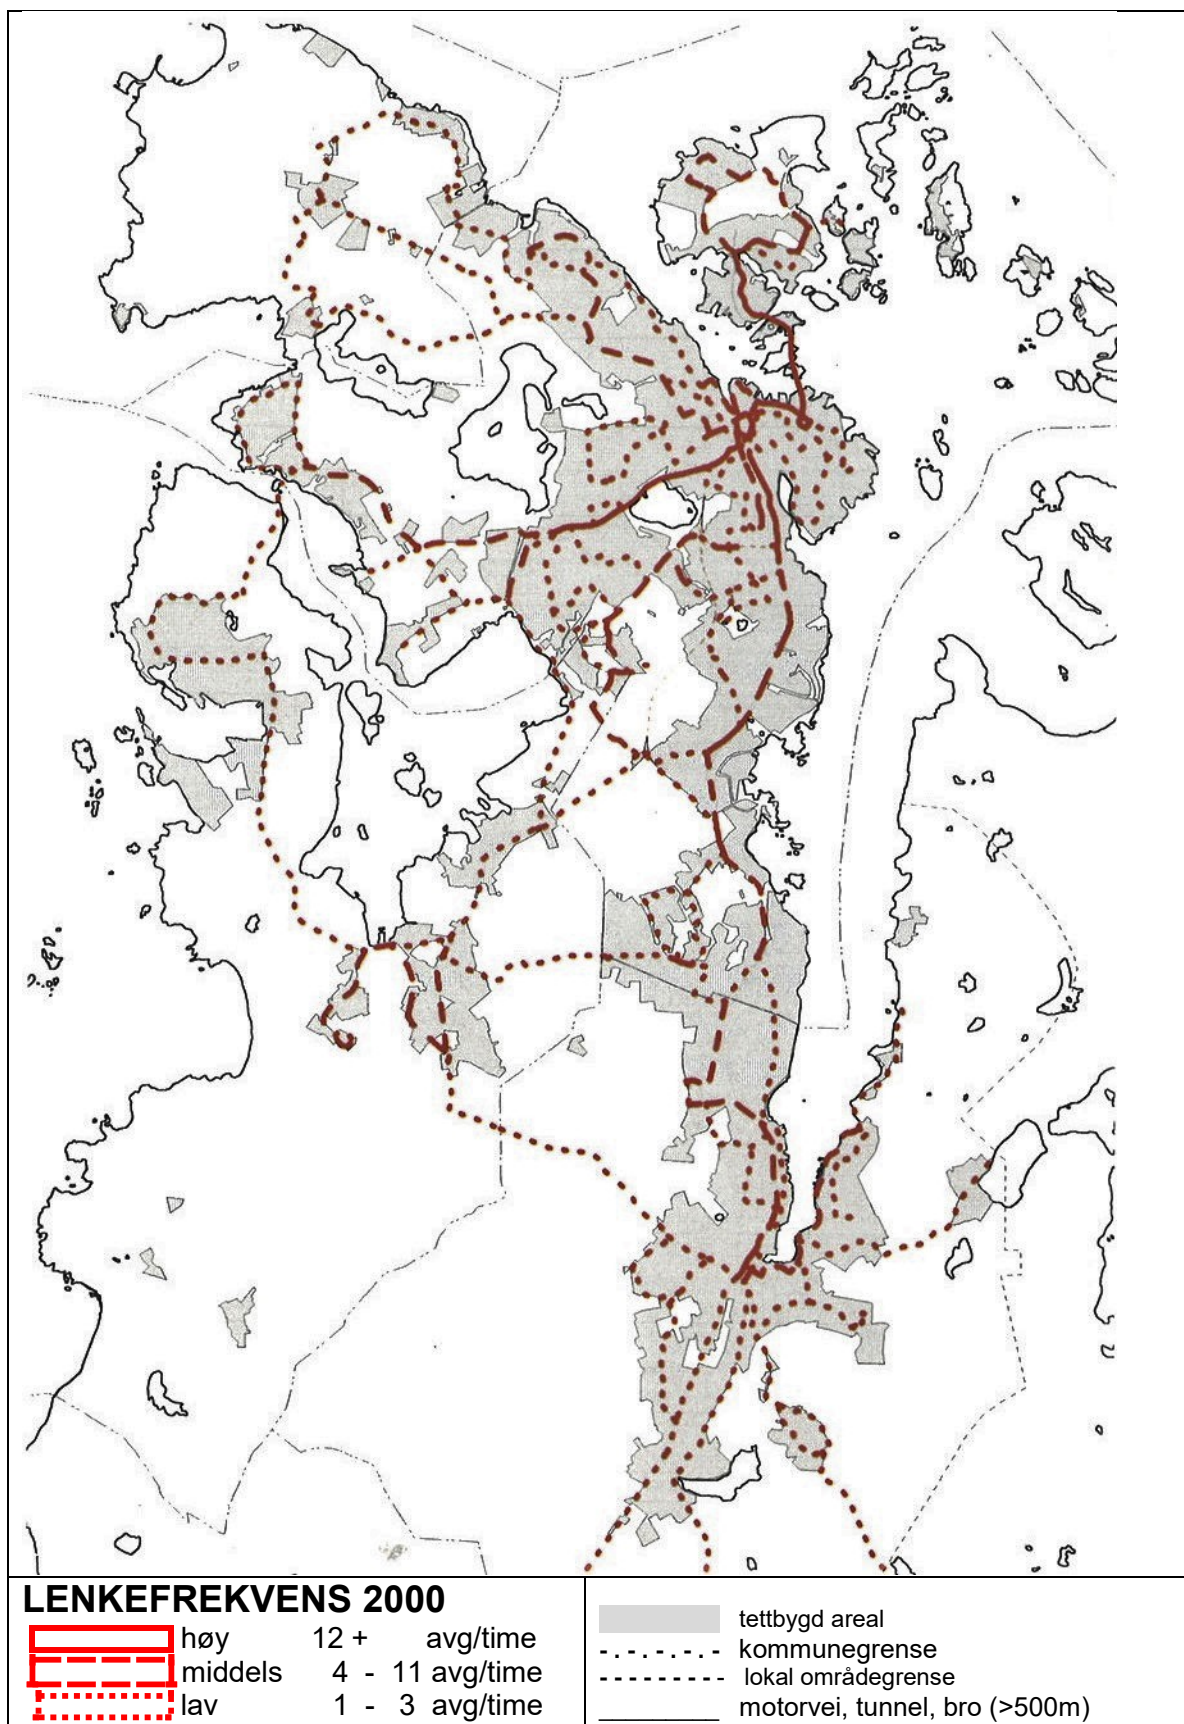 LENKEFREKVENS 2000
høy 12 + avg/time
middels 4 - 11 avg/time
lav 1 - 3 avg/time
tettbygd areal
kommunegrense
lokal områdegrense
motorvei, tunnel, bro (>500m)